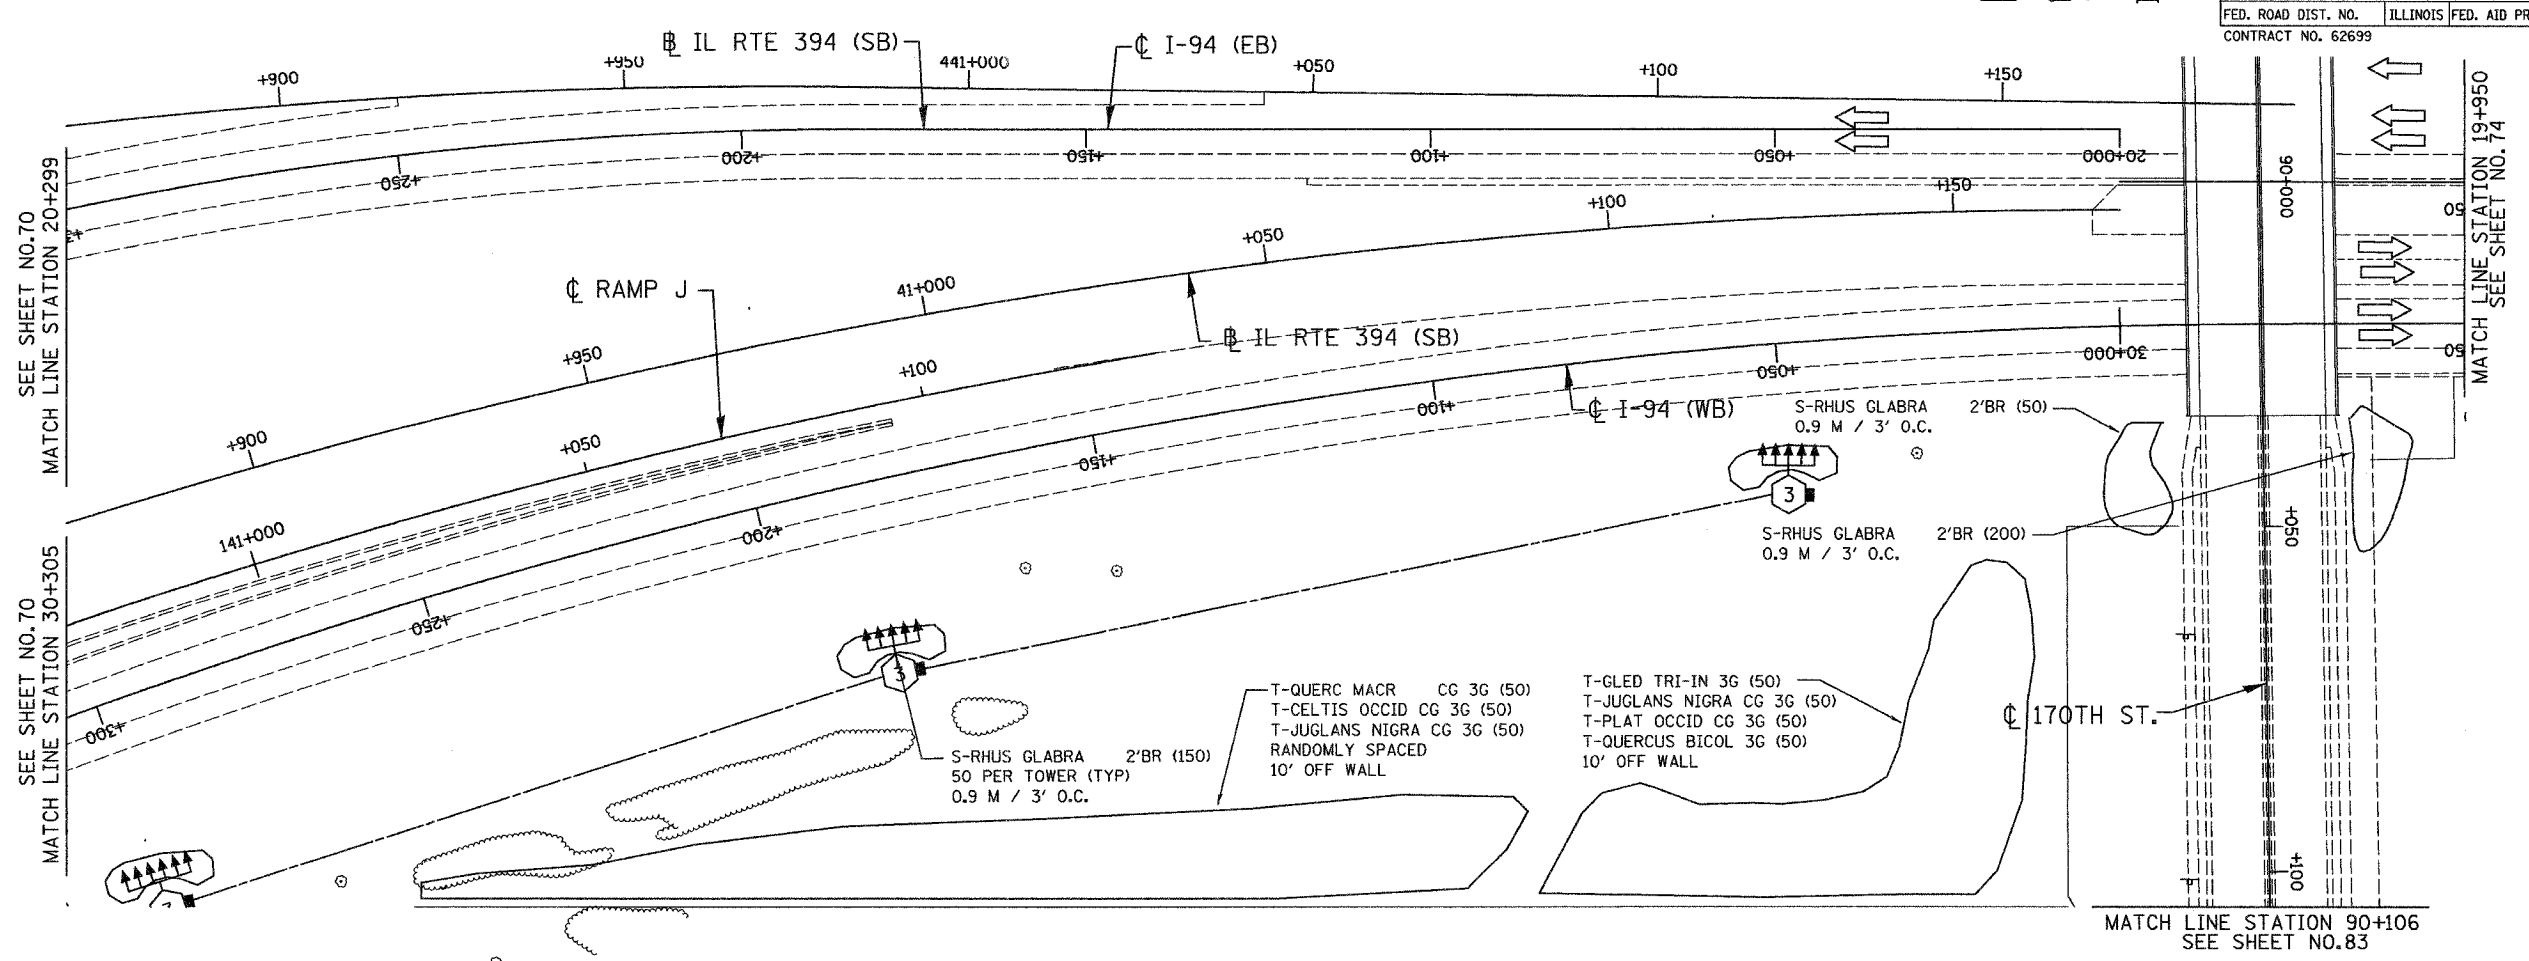 FED. ROAD DIST. NO. ILLINOIS FED. AID PR
CONTRACT NO. 62699
℄ I-94 (EB)
IL RTE 394 (SB)
+900
+950
441+000
+050
+100
+150
+250
+200
+150
+100
+050
20+000
SEE SHEET NO.70
MATCH LINE STATION 20+299
MATCH LINE STATION 19+950
SEE SHEET NO. 74
90+000
+150
+100
+050
41+000
+950
+900
IL RTE 394 (SB)
℄ RAMP J
+100
+050
141+000
30+000
+050
+100
+150
+200
+250
+300
℄ I-94 (WB)
50
50
S-RHUS GLABRA 2'BR (50)
0.9 M / 3' O.C.
3
S-RHUS GLABRA 2'BR (200)
0.9 M / 3' O.C.
+050
SEE SHEET NO.70
MATCH LINE STATION 30+305
3
S-RHUS GLABRA 2'BR (150)
50 PER TOWER (TYP)
0.9 M / 3' O.C.
T-QUERC MACR CG 3G (50)
T-CELTIS OCCID CG 3G (50)
T-JUGLANS NIGRA CG 3G (50)
RANDOMLY SPACED
10' OFF WALL
T-GLED TRI-IN 3G (50)
T-JUGLANS NIGRA CG 3G (50)
T-PLAT OCCID CG 3G (50)
T-QUERCUS BICOL 3G (50)
10' OFF WALL
℄ 170TH ST.
+100
MATCH LINE STATION 90+106
SEE SHEET NO.83